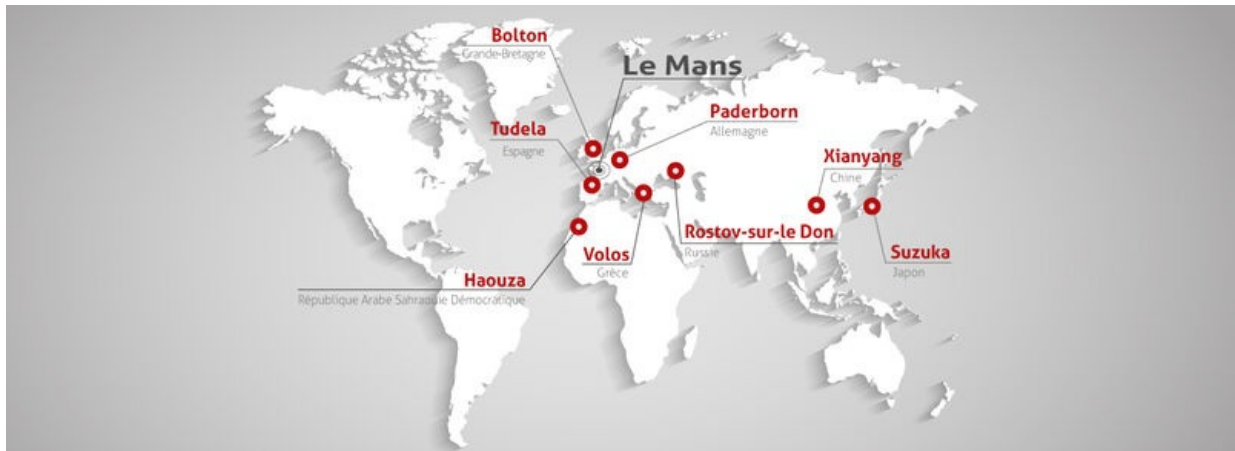 Bolton
Grande-Bretagne
Le Mans
Paderborn
Allemagne
Tudela
Espagne
Xianyang
Chine
Rostov-sur-le Don
Russie
Volos
Grèce
Suzuka
Japon
Haouza
République Arabe Sahraouie Démocratique